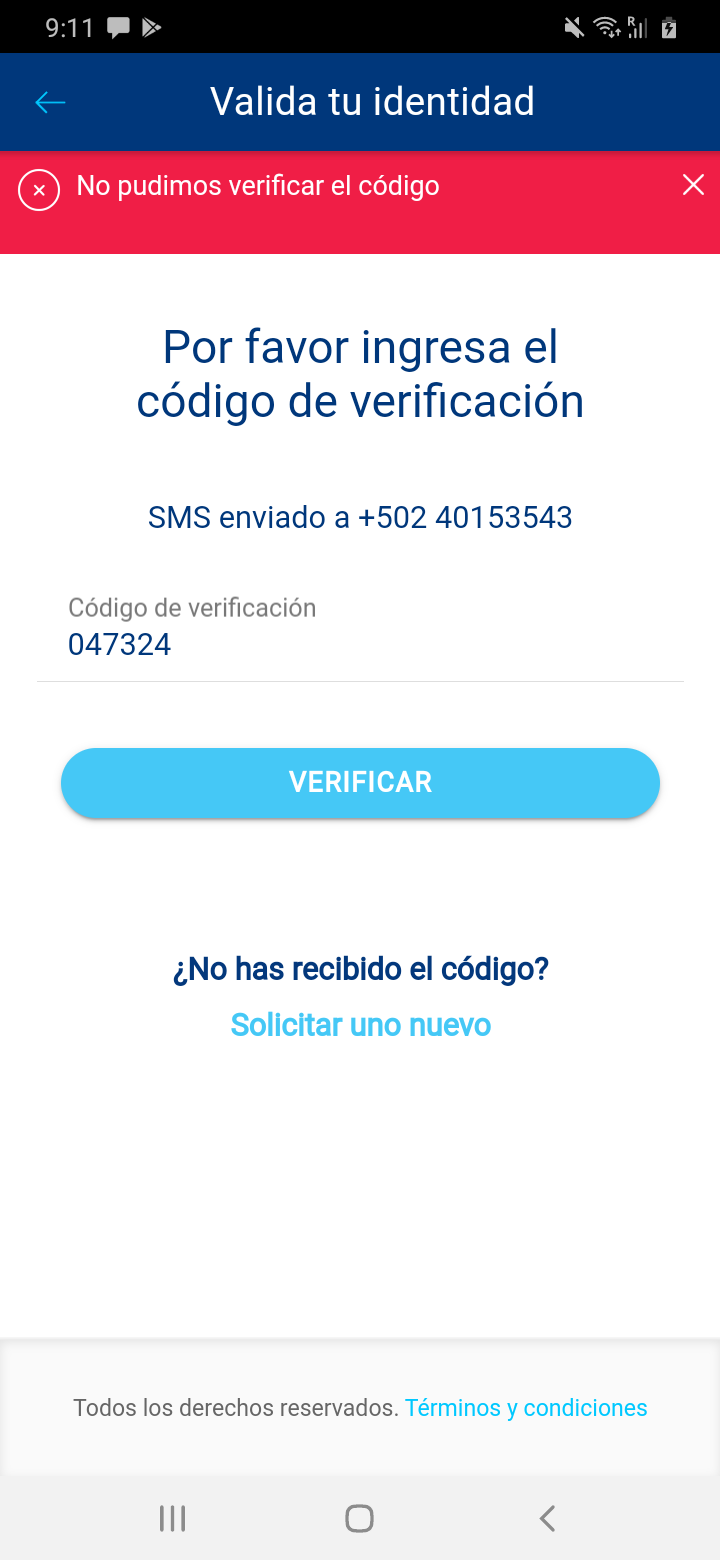 9:11
R
Valida tu identidad
No pudimos verificar el código
Por favor ingresa el
código de verificación
SMS enviado a +502 40153543
Código de verificación
047324
VERIFICAR
¿No has recibido el código?
Solicitar uno nuevo
Todos los derechos reservados. Términos y condiciones